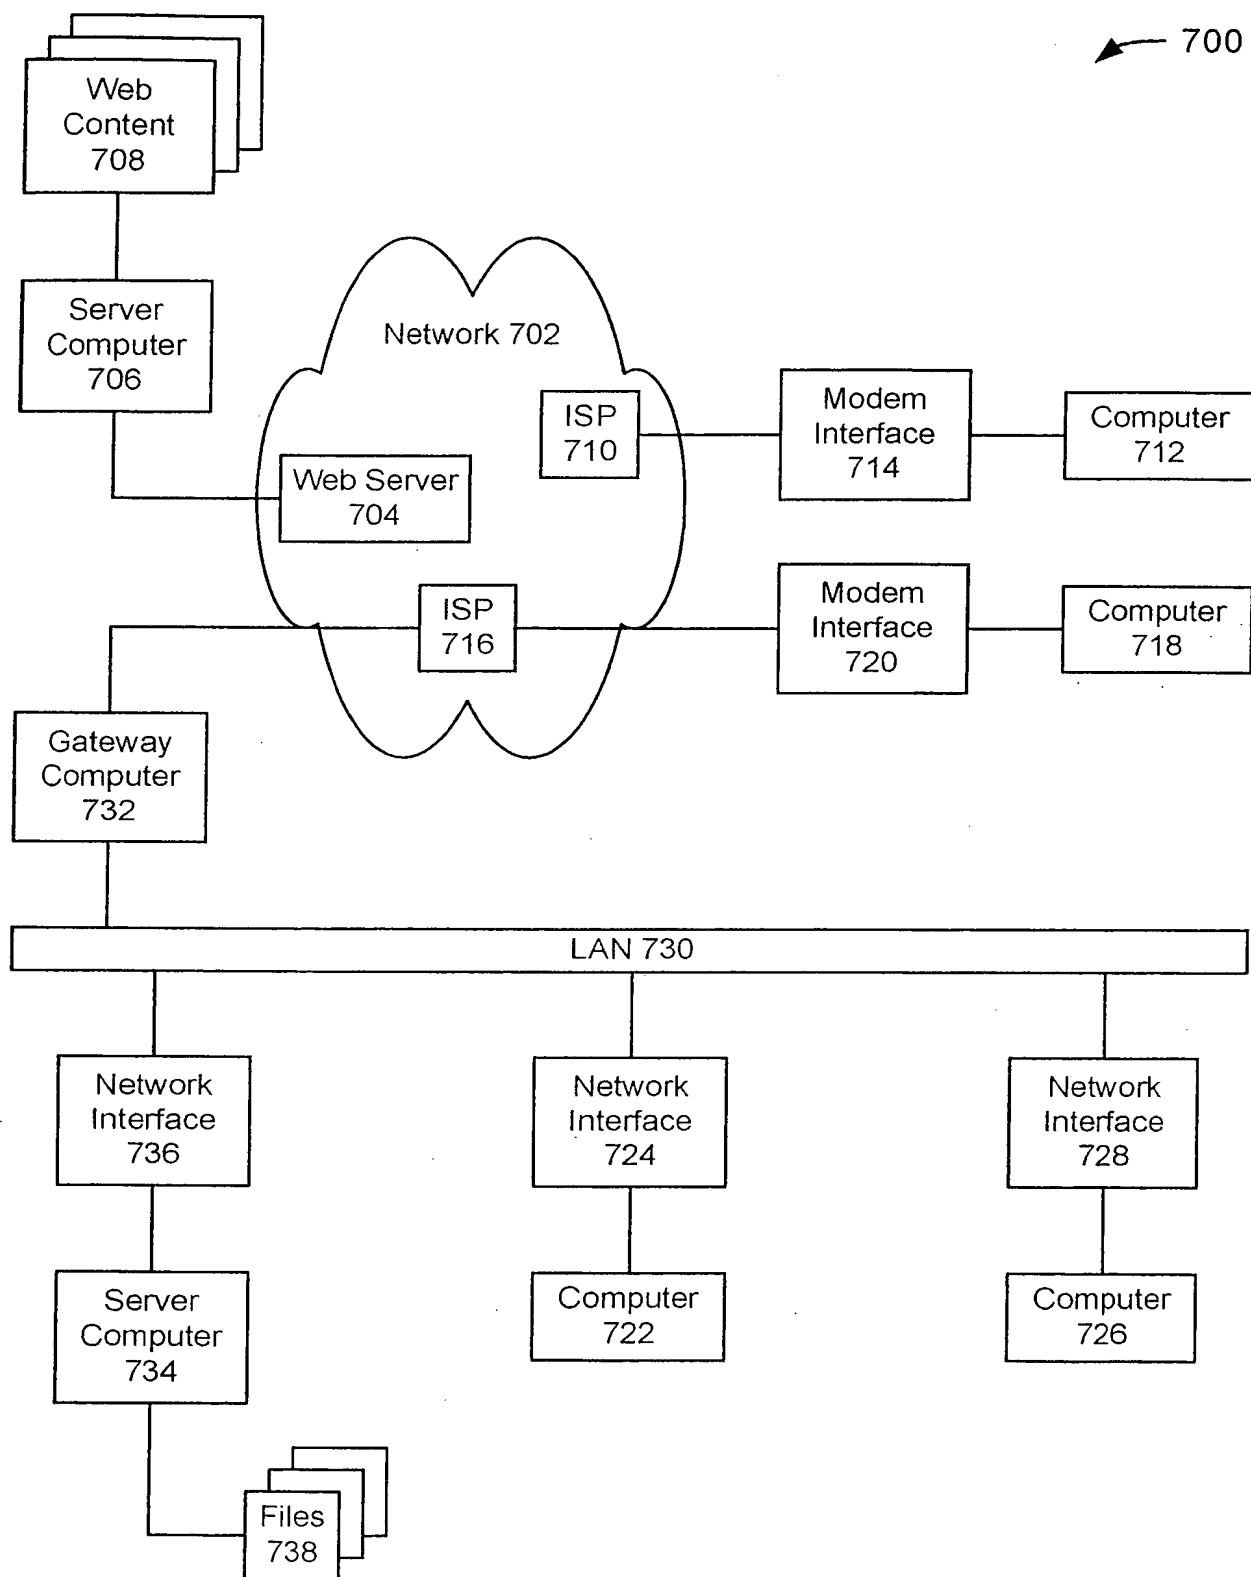 700
Web
Content
708
Server
Computer
706
Network 702
ISP
710
Modem
Interface
714
Computer
712
Web Server
704
ISP
716
Modem
Interface
720
Computer
718
Gateway
Computer
732
LAN 730
Network
Interface
736
Network
Interface
724
Network
Interface
728
Server
Computer
734
Computer
722
Computer
726
Files
738